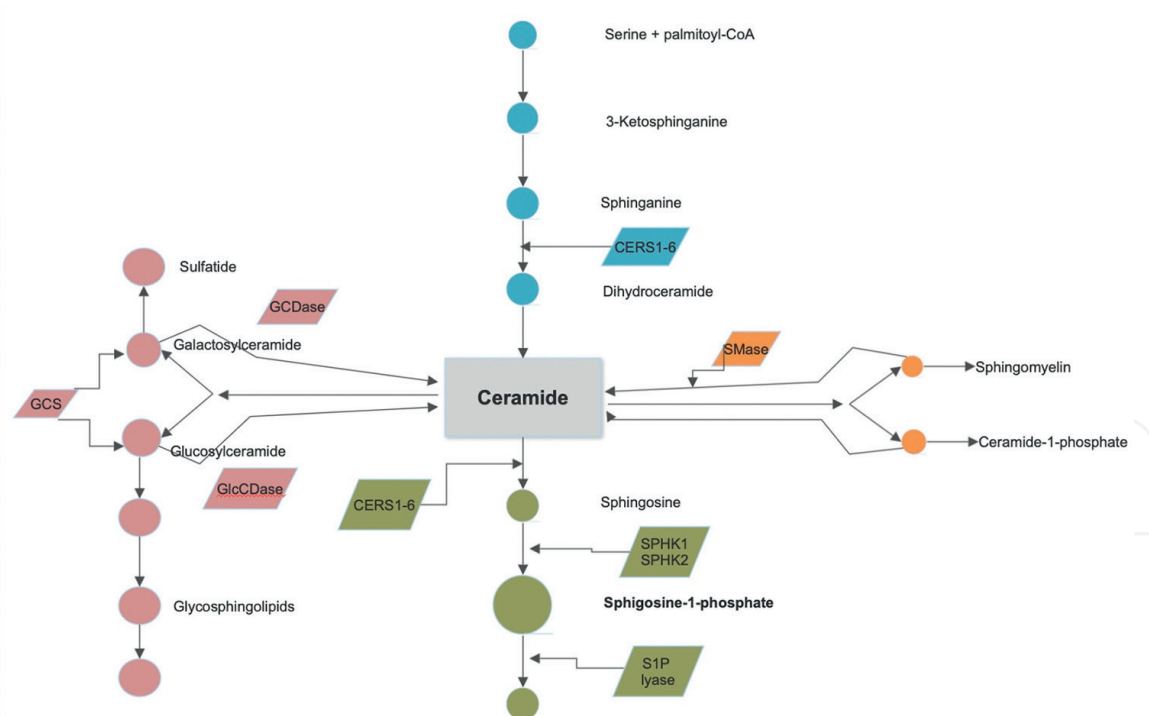 Serine + palmitoyl-CoA
3-Ketosphinganine
Sphinganine
CERS1-6
Dihydroceramide
Sulfatide
GCDase
Galactosylceramide
GCS
Glucosylceramide
GlcCDase
Ceramide
SMase
Sphingomyelin
Ceramide-1-phosphate
CERS1-6
Sphingosine
SPHK1
SPHK2
Glycosphingolipids
Sphigosine-1-phosphate
S1P
lyase